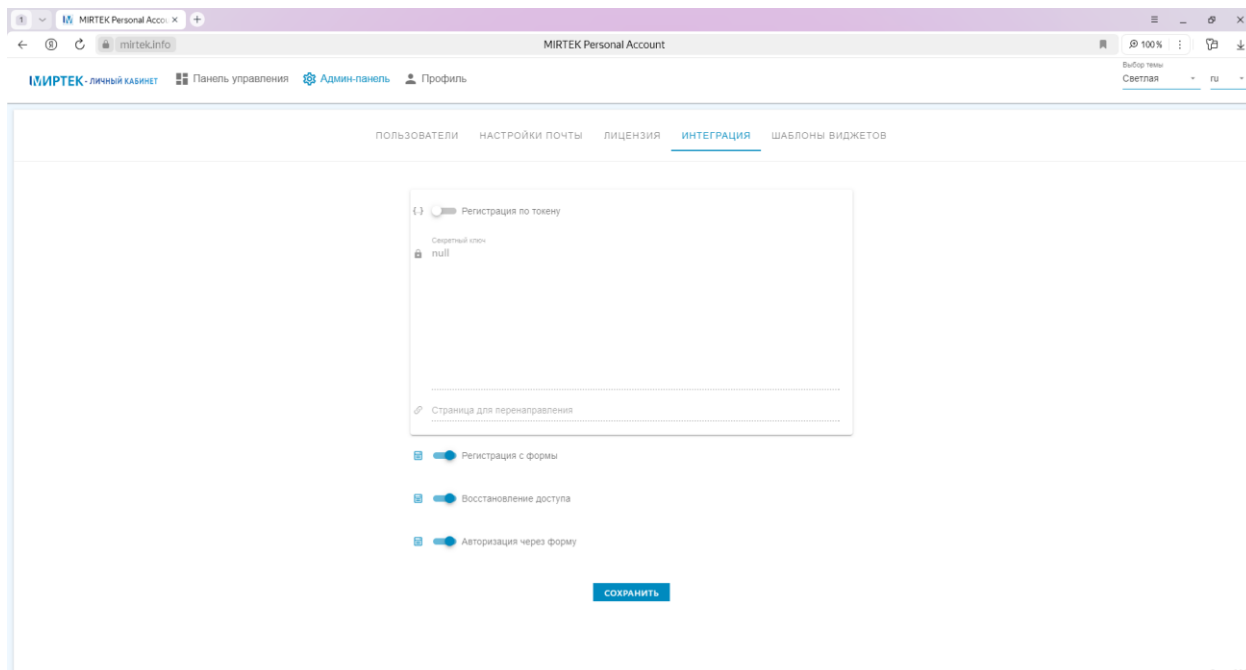 1
MIRTEK Personal Accou
mirtek.info
MIRTEK Personal Account
100 %
МИРТЕК - ЛИЧНЫЙ КАБИНЕТ
Панель управления
Админ-панель
Профиль
Выбор темы
Светлая
ru
ПОЛЬЗОВАТЕЛИ
НАСТРОЙКИ ПОЧТЫ
ЛИЦЕНЗИЯ
ИНТЕГРАЦИЯ
ШАБЛОНЫ ВИДЖЕТОВ
Регистрация по токену
Секретный ключ
null
Страница для перенаправления
Регистрация с формы
Восстановление доступа
Авторизация через форму
СОХРАНИТЬ